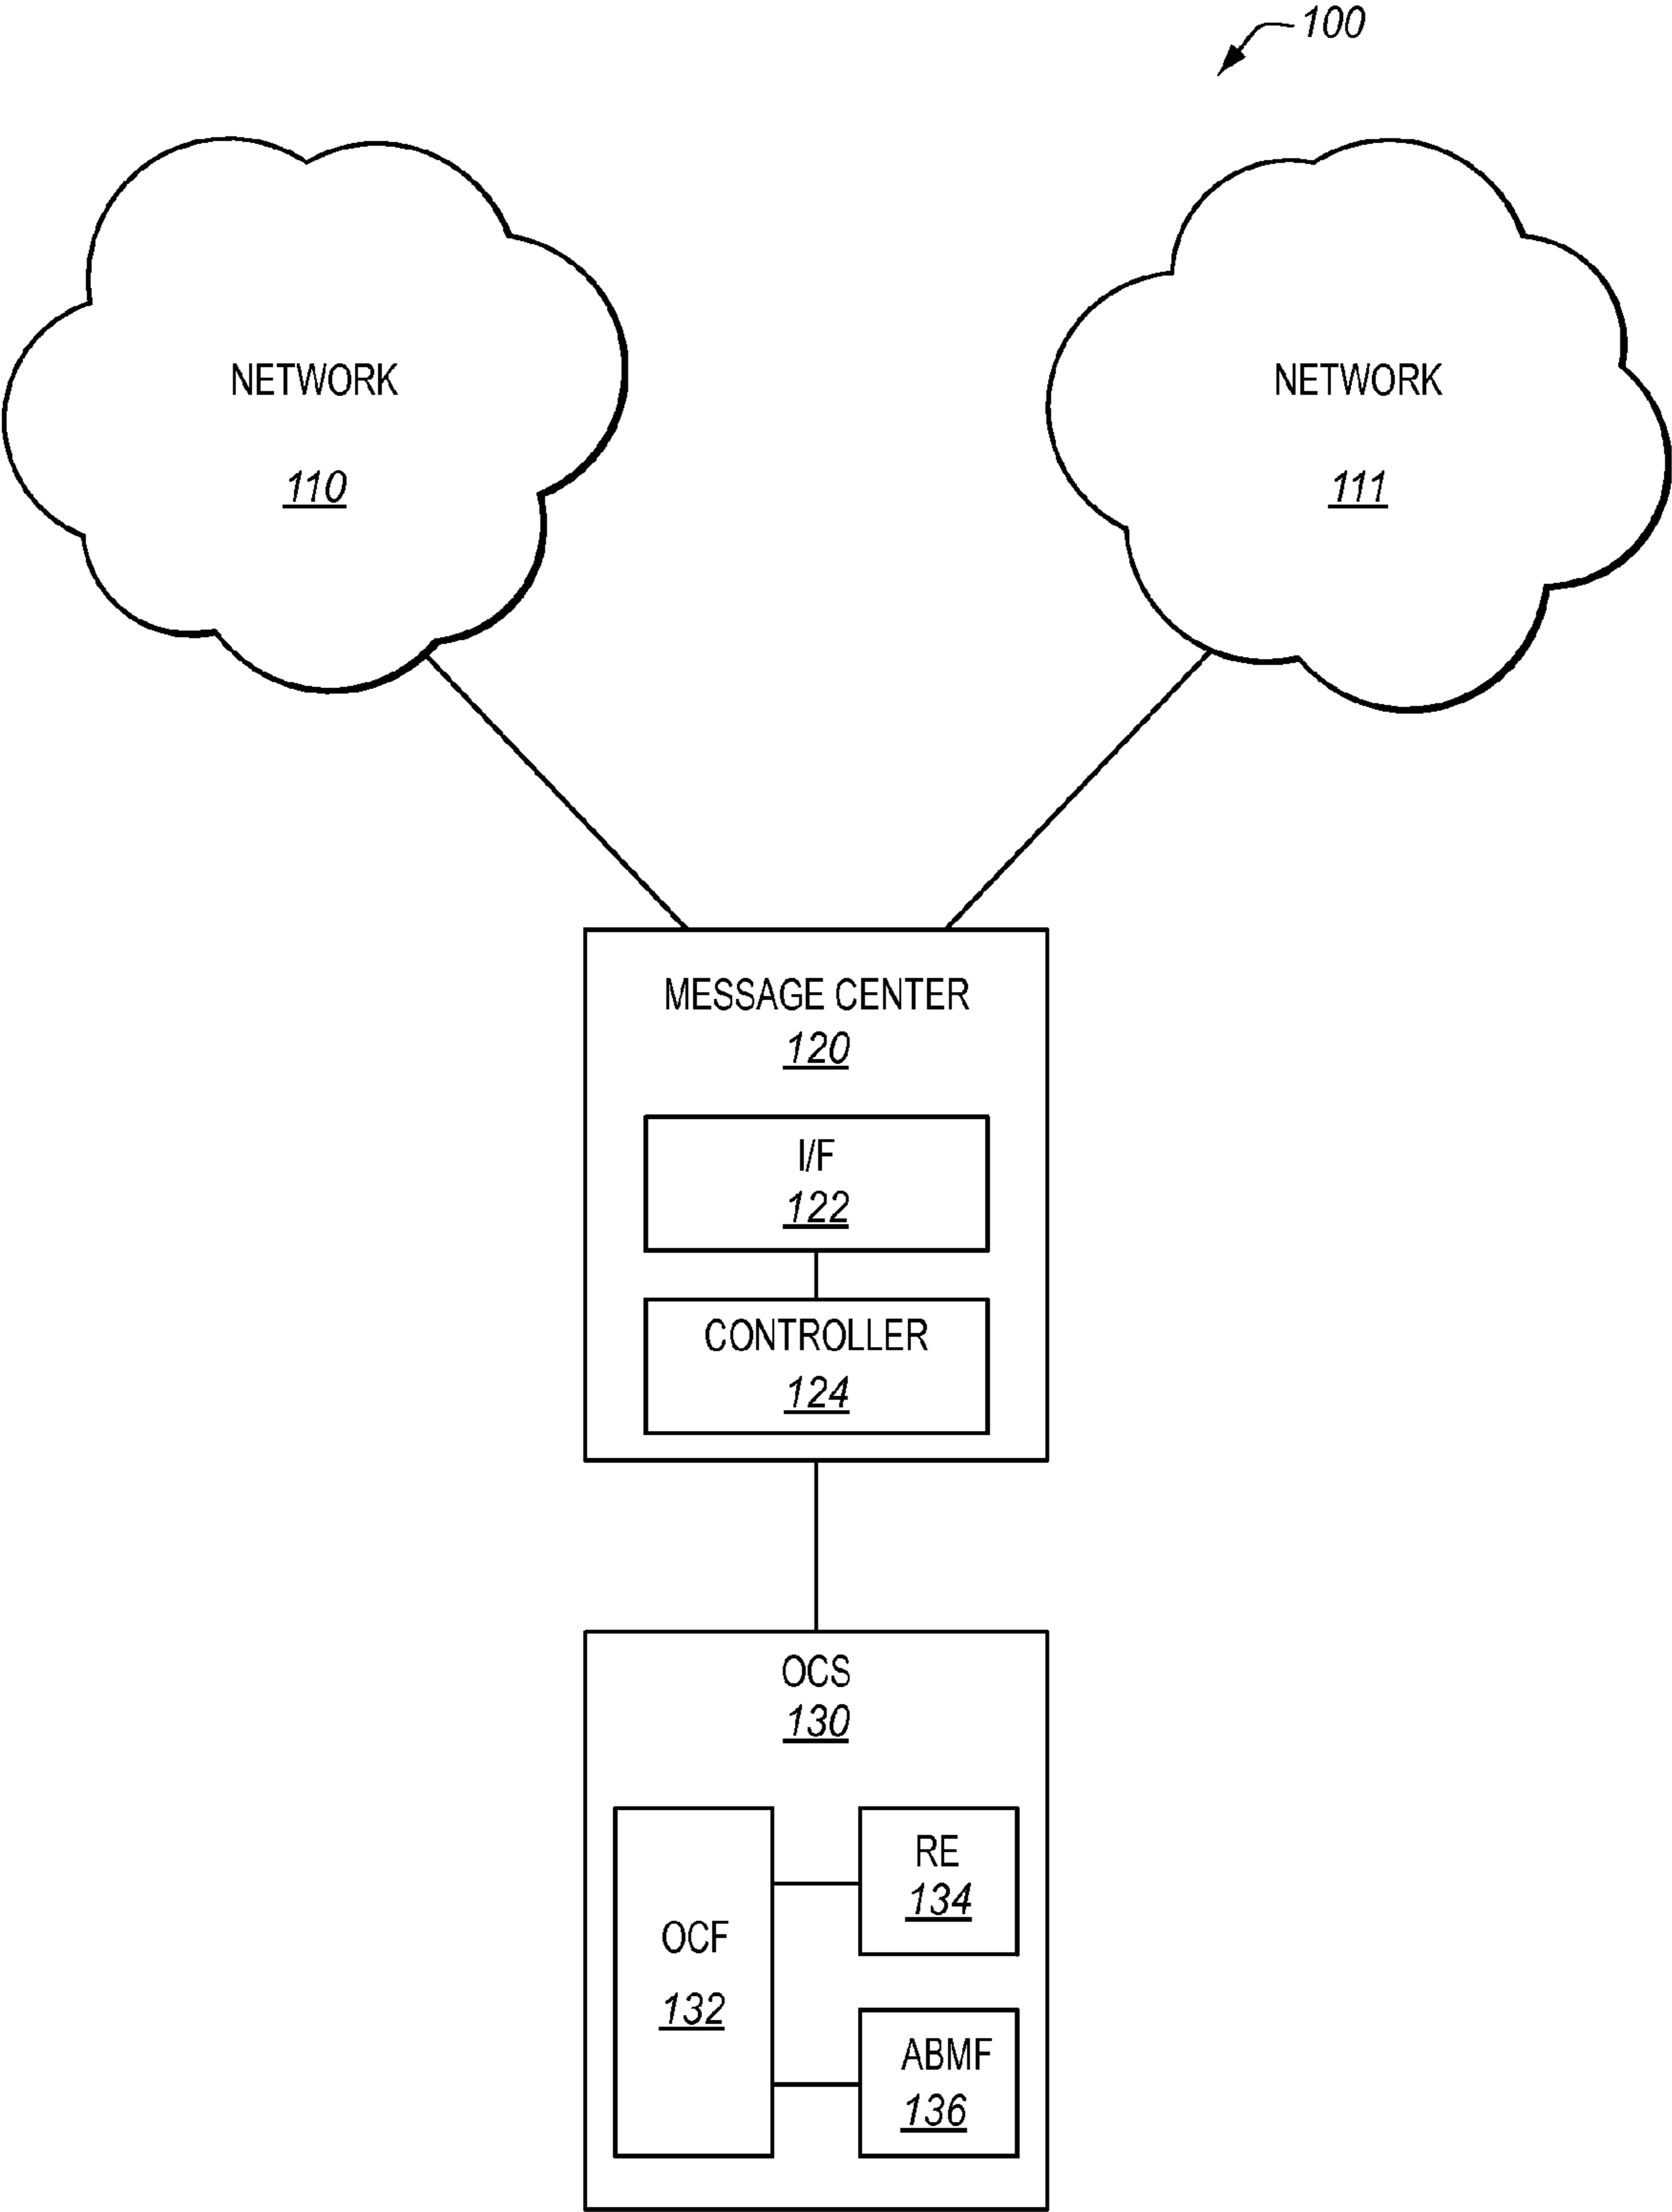 100
NETWORK
110
NETWORK
111
MESSAGE CENTER
120
I/F
122
CONTROLLER
124
OCS
130
OCF
132
RE
134
ABMF
136